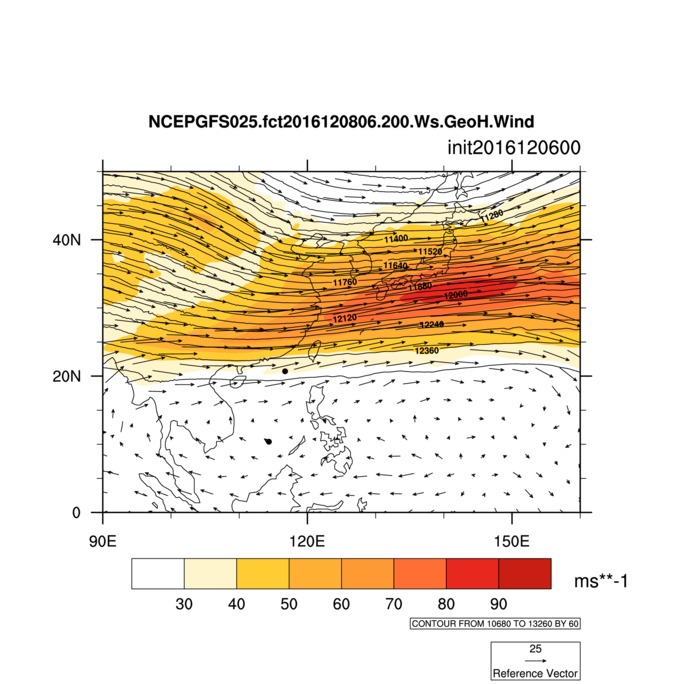 NCEPGFS025.fct2016120806.200.Ws.GeoH.Wind
init2016120600
11280
11400
40N
11520
11640
11760
11880
12000
12120
12240
12360
20N
0
90E 120E 150E
ms**-1
30 40 50 60 70 80 90
CONTOUR FROM 10680 TO 13260 BY 60
25
Reference Vector